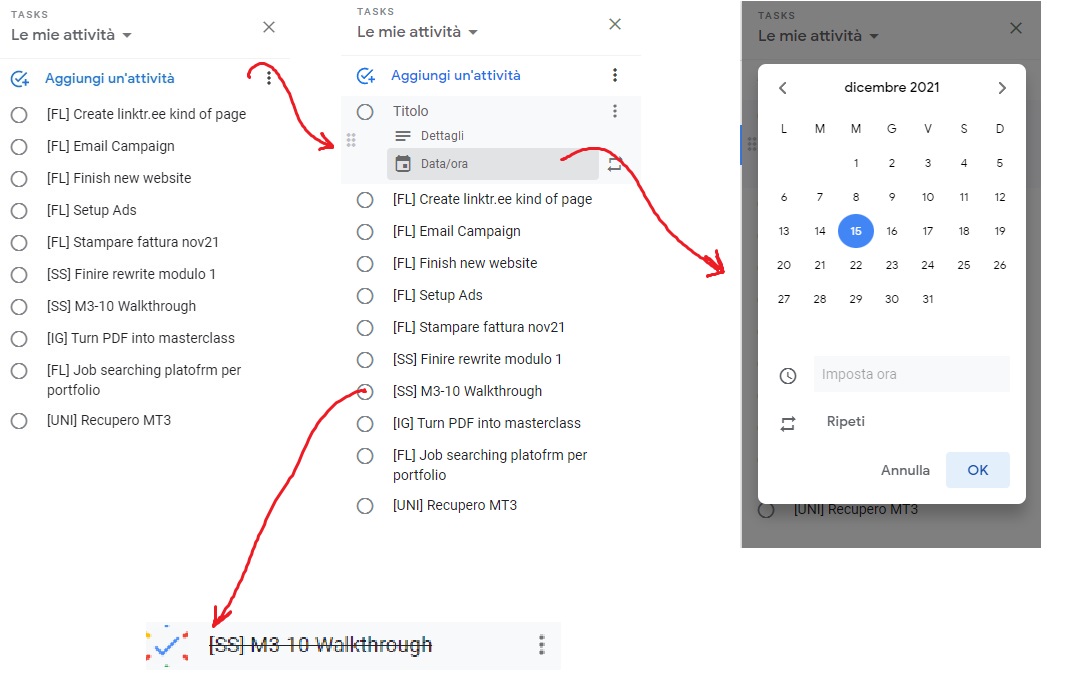 TASKS
Le mie attività
Aggiungi un'attività
[FL] Create linktr.ee kind of page
[FL] Email Campaign
[FL] Finish new website
[FL] Setup Ads
[FL] Stampare fattura nov21
[SS] Finire rewrite modulo 1
[SS] M3-10 Walkthrough
[IG] Turn PDF into masterclass
[FL] Job searching platofrm per
portfolio
[UNI] Recupero MT3
TASKS
Le mie attività
Aggiungi un'attività
Titolo
Dettagli
Data/ora
[FL] Create linktr.ee kind of page
[FL] Email Campaign
[FL] Finish new website
[FL] Setup Ads
[FL] Stampare fattura nov21
[SS] Finire rewrite modulo 1
[SS] M3-10 Walkthrough
[IG] Turn PDF into masterclass
[FL] Job searching platofrm per
portfolio
[UNI] Recupero MT3
TASKS
Le mie attività
dicembre 2021
L M M G V S D
1 2 3 4 5
6 7 8 9 10 11 12
13 14 15 16 17 18 19
20 21 22 23 24 25 26
27 28 29 30 31
Imposta ora
Ripeti
Annulla OK
[UNI] Recupero MT3
[SS] M3 10 Walkthrough